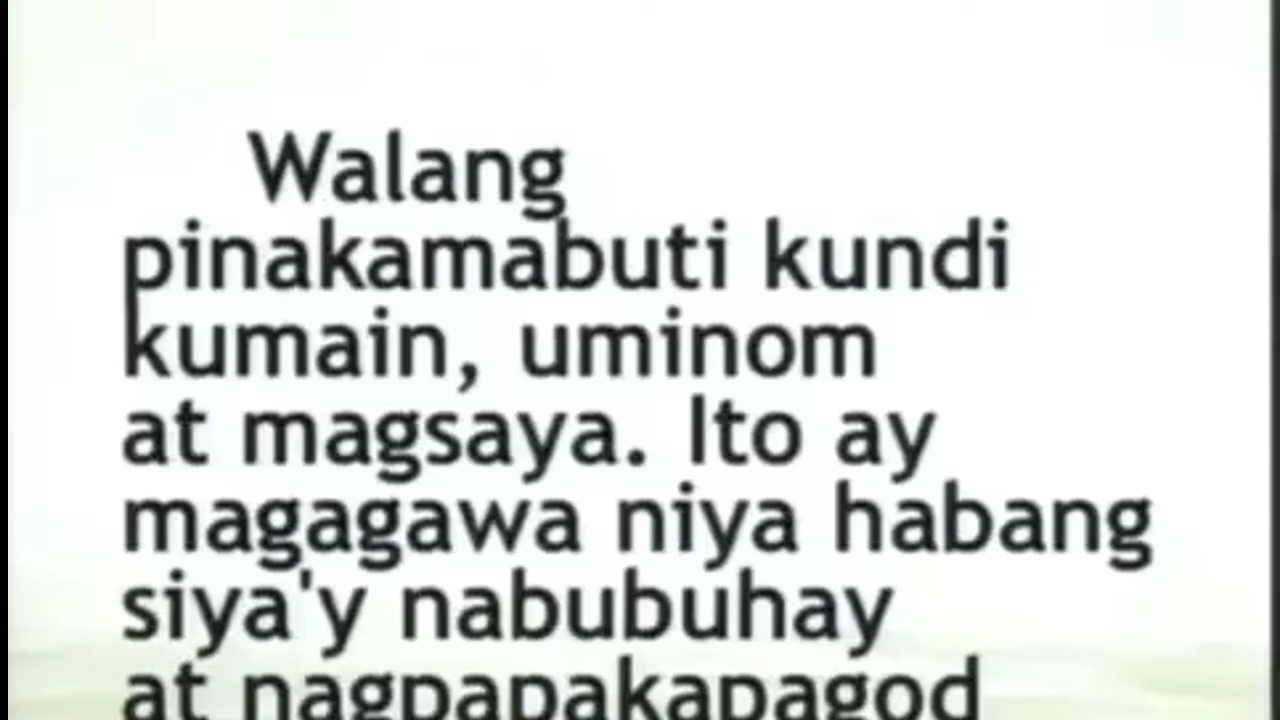 Walang
pinakamabuti kundi
kumain, uminom
at magsaya. Ito ay
magagawa niya habang
siya'y nabubuhay
at nagpapakapagod